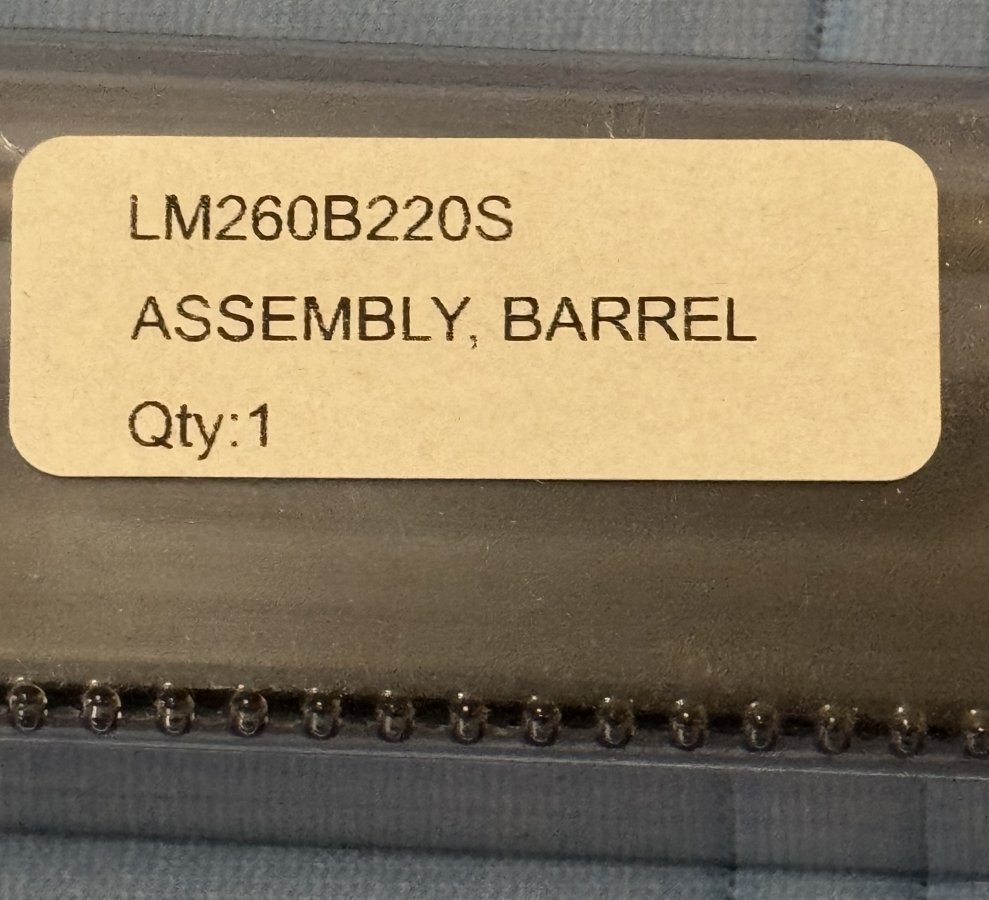 LM260B220S
ASSEMBLY, BARREL
Qty:1